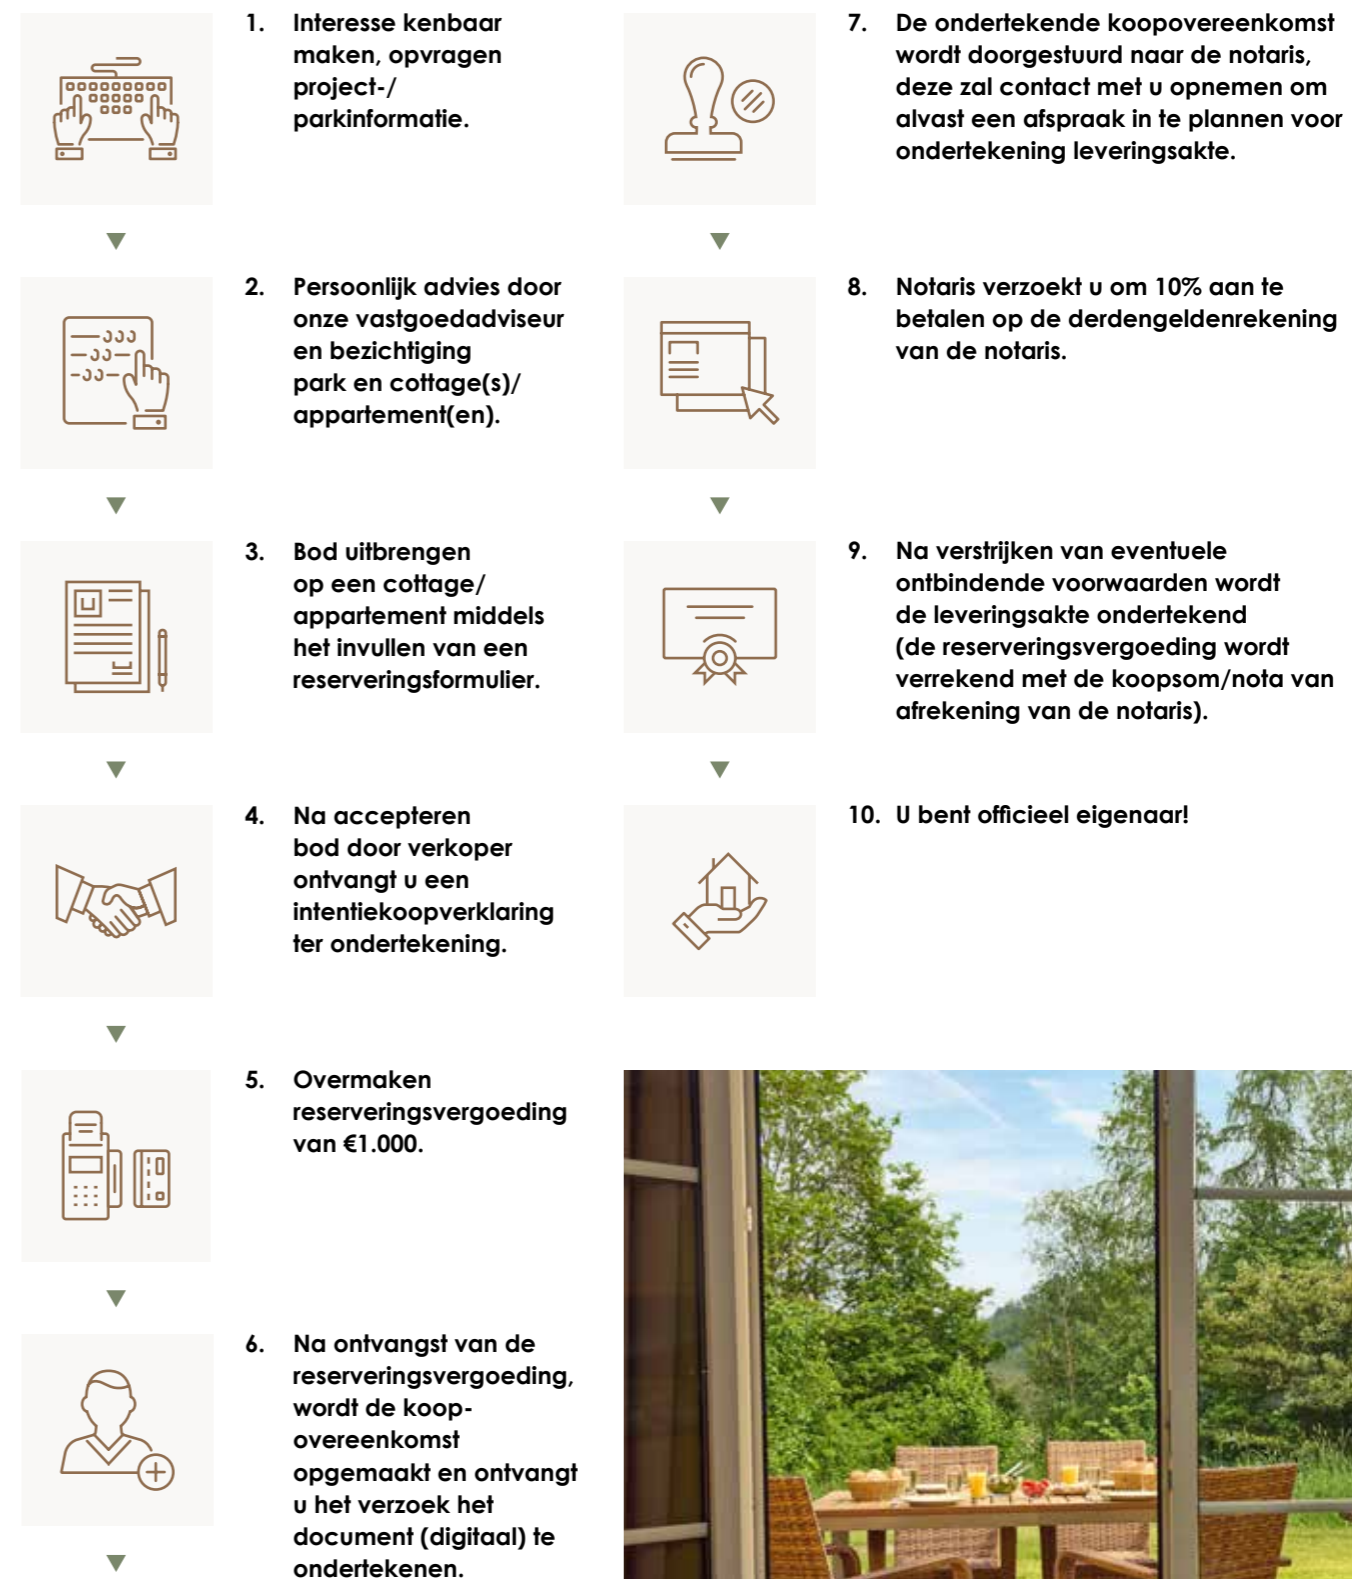 1. Interesse kenbaar
maken, opvragen
project-/
parkinformatie.
2. Persoonlijk advies door
onze vastgoedadviseur
en bezichtiging
park en cottage(s)/
appartement(en).
3. Bod uitbrengen
op een cottage/
appartement middels
het invullen van een
reserveringsformulier.
4. Na accepteren
bod door verkoper
ontvangt u een
intentiekoopverklaring
ter ondertekening.
5. Overmaken
reserveringsvergoeding
van €1.000.
6. Na ontvangst van de
reserveringsvergoeding,
wordt de koop-
overeenkomst
opgemaakt en ontvangt
u het verzoek het
document (digitaal) te
ondertekenen.
7. De ondertekende koopovereenkomst
wordt doorgestuurd naar de notaris,
deze zal contact met u opnemen om
alvast een afspraak in te plannen voor
ondertekening leveringsakte.
8. Notaris verzoekt u om 10% aan te
betalen op de derdengeldenrekening
van de notaris.
9. Na verstrijken van eventuele
ontbindende voorwaarden wordt
de leveringsakte ondertekend
(de reserveringsvergoeding wordt
verrekend met de koopsom/nota van
afrekening van de notaris).
10. U bent officieel eigenaar!